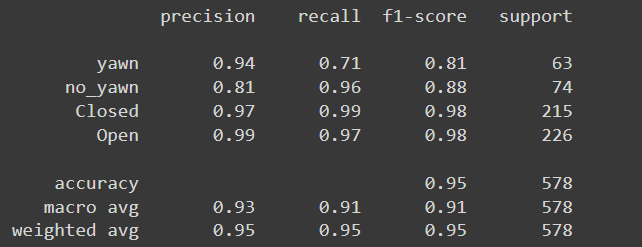 precision recall f1-score support
yawn 0.94 0.71 0.81 63
no_yawn 0.81 0.96 0.88 74
Closed 0.97 0.99 0.98 215
Open 0.99 0.97 0.98 226
accuracy 0.95 578
macro avg 0.93 0.91 0.91 578
weighted avg 0.95 0.95 0.95 578